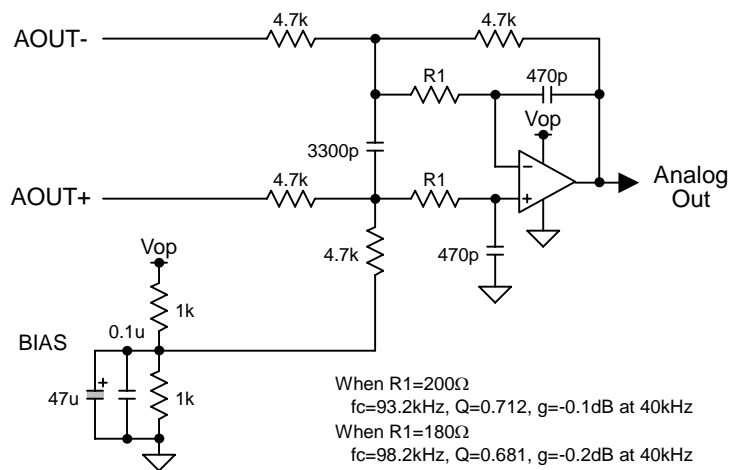 4.7k
4.7k
AOUT-
R1
470p
Vop
3300p
4.7k
R1
Analog
Out
AOUT+
−
+
Vop
4.7k
470p
1k
0.1u
BIAS
+
47u
1k
When R1=200Ω
fc=93.2kHz, Q=0.712, g=-0.1dB at 40kHz
When R1=180Ω
fc=98.2kHz, Q=0.681, g=-0.2dB at 40kHz